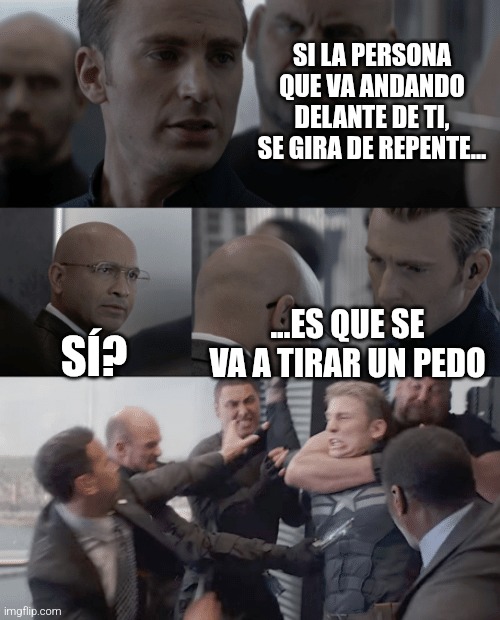 SI LA PERSONA
QUE VA ANDANDO
DELANTE DE TI,
SE GIRA DE REPENTE...
SÍ?
...ES QUE SE
VA A TIRAR UN PEDO
imgflip.com